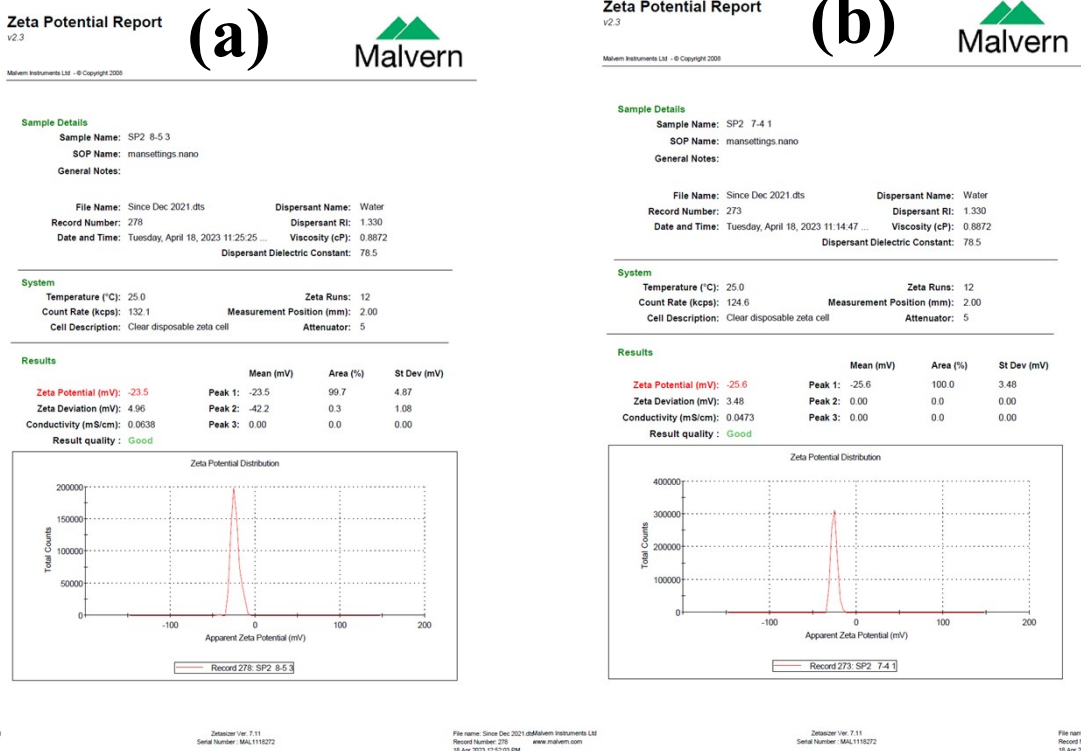 Zeta Potential Report
v2.3
(a)
Malvern
Malvern Instruments Ltd - © Copyright 2008
Sample Details
Sample Name: SP2 8-5 3
SOP Name: mansettings.nano
General Notes:
File Name: Since Dec 2021.dts Dispersant Name: Water
Record Number: 278 Dispersant RI: 1.330
Date and Time: Tuesday, April 18, 2023 11:25:25 ... Viscosity (cP): 0.8872
Dispersant Dielectric Constant: 78.5
System
Temperature (°C): 25.0 Zeta Runs: 12
Count Rate (kcps): 132.1 Measurement Position (mm): 2.00
Cell Description: Clear disposable zeta cell Attenuator: 5
Results
Mean (mV) Area (%) St Dev (mV)
Zeta Potential (mV): -23.5 Peak 1: -23.5 99.7 4.87
Zeta Deviation (mV): 4.96 Peak 2: -42.2 0.3 1.08
Conductivity (mS/cm): 0.0638 Peak 3: 0.00 0.0 0.00
Result quality : Good
Zeta Potential Distribution
200000
150000
100000
50000
0
Total Counts
-100 0 100 200
Apparent Zeta Potential (mV)
Record 278: SP2 8-5 3
Zetasizer Ver. 7.11
Serial Number : MAL1118272
File name: Since Dec 2021.dts
Record Number: 278
18 Apr 2023 12:52:03 PM
Zeta Potential Report
v2.3
(b)
Malvern
Malvern Instruments Ltd - © Copyright 2008
Sample Details
Sample Name: SP2 7-4 1
SOP Name: mansettings.nano
General Notes:
File Name: Since Dec 2021.dts Dispersant Name: Water
Record Number: 273 Dispersant RI: 1.330
Date and Time: Tuesday, April 18, 2023 11:14:47 ... Viscosity (cP): 0.8872
Dispersant Dielectric Constant: 78.5
System
Temperature (°C): 25.0 Zeta Runs: 12
Count Rate (kcps): 124.6 Measurement Position (mm): 2.00
Cell Description: Clear disposable zeta cell Attenuator: 5
Results
Mean (mV) Area (%) St Dev (mV)
Zeta Potential (mV): -25.6 Peak 1: -25.6 100.0 3.48
Zeta Deviation (mV): 3.48 Peak 2: 0.00 0.0 0.00
Conductivity (mS/cm): 0.0473 Peak 3: 0.00 0.0 0.00
Result quality : Good
Zeta Potential Distribution
400000
300000
200000
100000
0
Total Counts
-100 0 100 200
Apparent Zeta Potential (mV)
Record 273: SP2 7-4 1
Malvern Instruments Ltd
www.malvern.com
Zetasizer Ver. 7.11
Serial Number : MAL1118272
File nam
Record
18 Apr 2